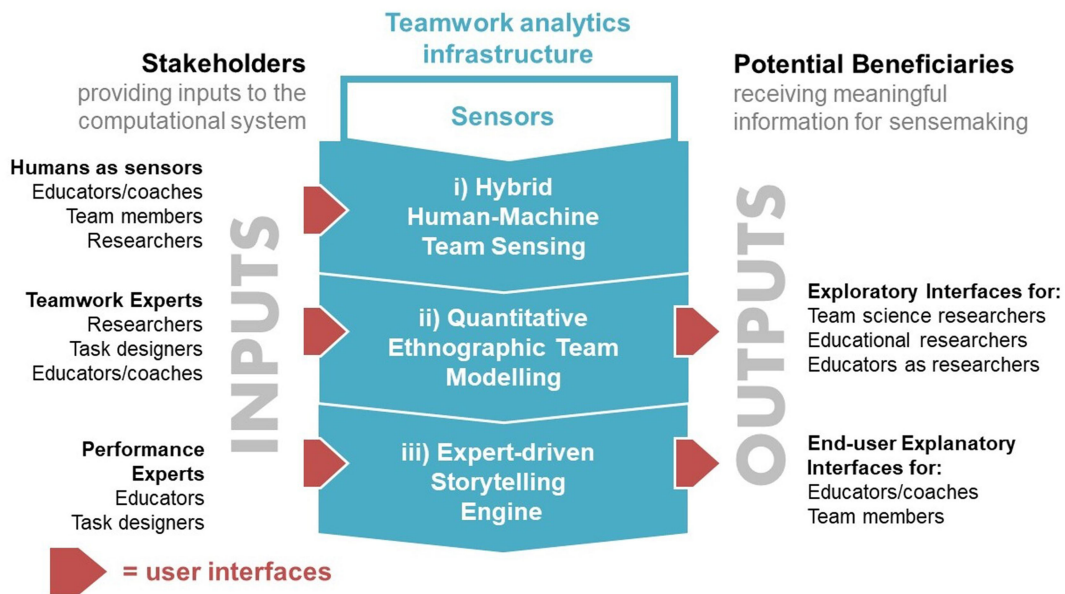 Teamwork analytics
infrastructure
Stakeholders
providing inputs to the
computational system
Sensors
Potential Beneficiaries
receiving meaningful
information for sensemaking
INPUTS
Humans as sensors
Educators/coaches
Team members
Researchers
i) Hybrid
Human-Machine
Team Sensing
OUTPUTS
Teamwork Experts
Researchers
Task designers
Educators/coaches
ii) Quantitative
Ethnographic Team
Modelling
Exploratory Interfaces for:
Team science researchers
Educational researchers
Educators as researchers
Performance
Experts
Educators
Task designers
iii) Expert-driven
Storytelling
Engine
End-user Explanatory
Interfaces for:
Educators/coaches
Team members
= user interfaces